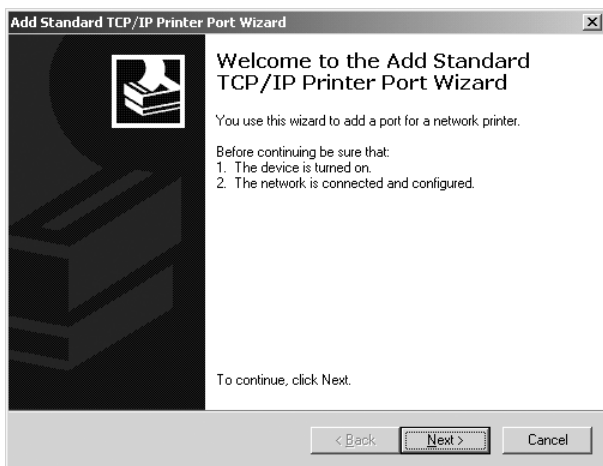 Add Standard TCP/IP Printer Port Wizard
Welcome to the Add Standard
TCP/IP Printer Port Wizard
You use this wizard to add a port for a network printer.
Before continuing be sure that:
1. The device is turned on.
2. The network is connected and configured.
To continue, click Next.
< Back
Next >
Cancel